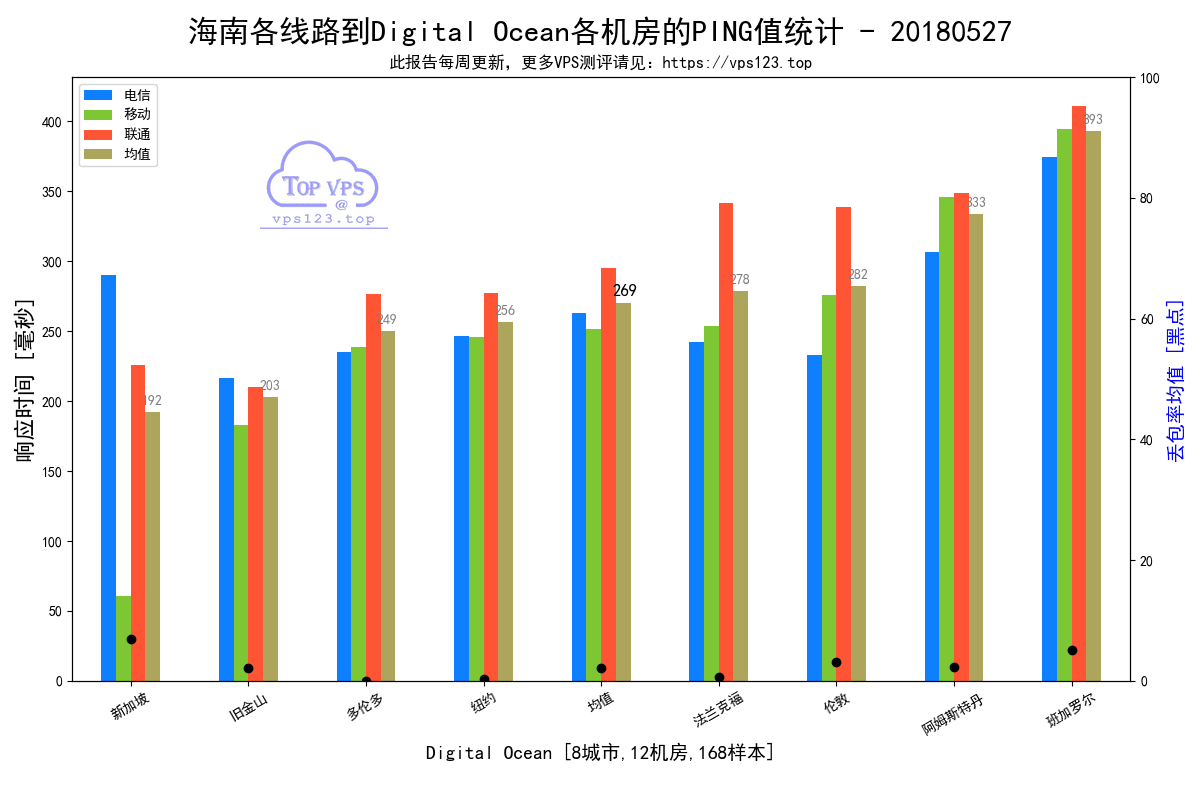 海南各线路到Digital Ocean各机房的PING值统计 - 20180527
此报告每周更新，更多VPS测评请见：https://vps123.top
电信
移动
联通
均值
TOP VPS
@
vps123.top
响应时间 [毫秒]
400
350
300
250
200
150
100
50
0
192
203
249
256
269
278
282
333
393
100
80
60
40
20
0
丢包率均值 [黑点]
新加坡
旧金山
多伦多
纽约
均值
法兰克福
伦敦
阿姆斯特丹
班加罗尔
Digital Ocean [8城市,12机房,168样本]